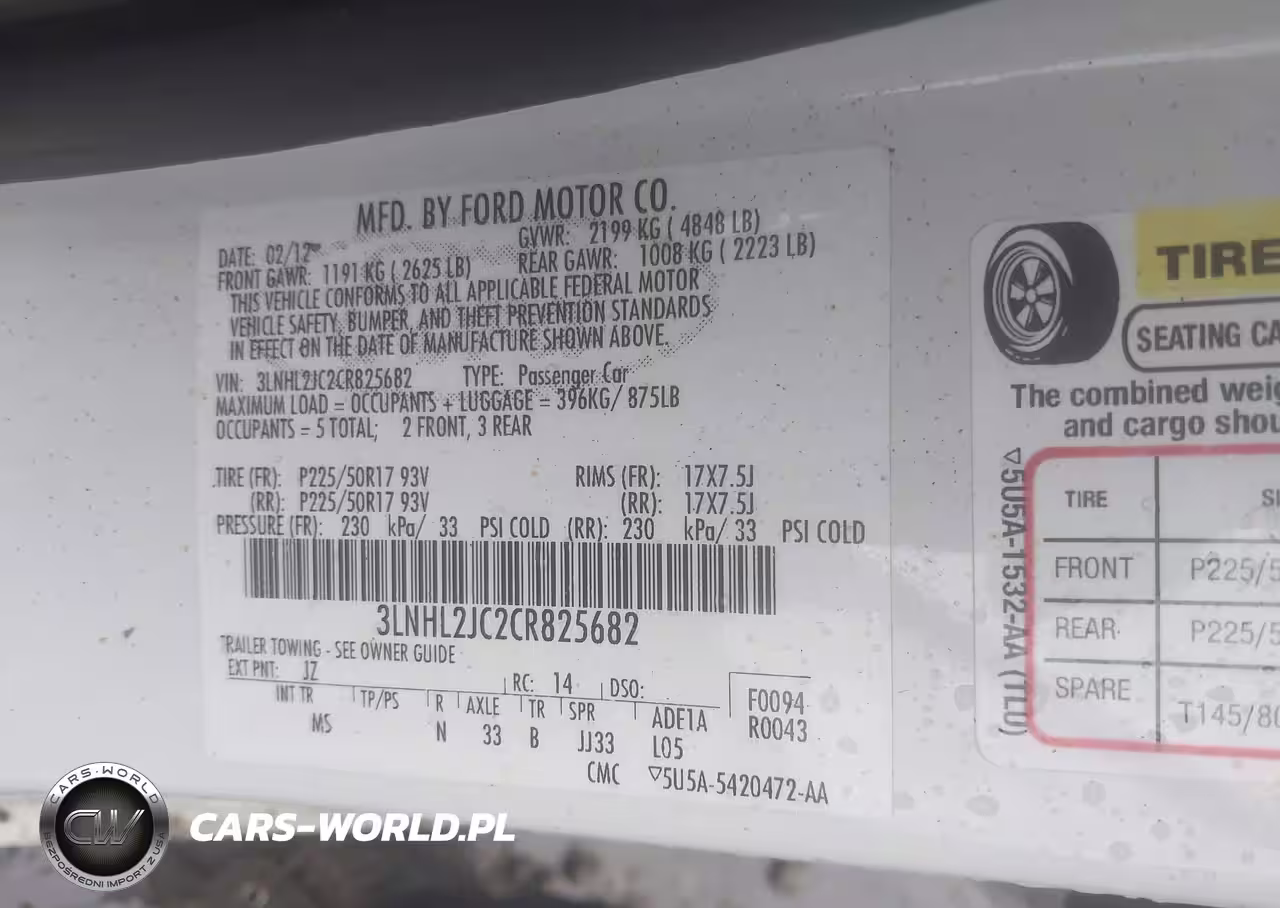 MFD. BY FORD MOTOR CO.
DATE: 02/12 GVWR: 2199 KG ( 4848 LB)
FRONT GAWR: 1191 KG ( 2625 LB) REAR GAWR: 1008 KG ( 2223 LB)
THIS VEHICLE CONFORMS TO ALL APPLICABLE FEDERAL MOTOR
VEHICLE SAFETY, BUMPER, AND THEFT PREVENTION STANDARDS
IN EFFECT ON THE DATE OF MANUFACTURE SHOWN ABOVE.
VIN: 3LNHL2JC2CR825682 TYPE: Passenger Car
MAXIMUM LOAD = OCCUPANTS + LUGGAGE = 396KG/ 875LB
OCCUPANTS = 5 TOTAL; 2 FRONT, 3 REAR
TIRE (FR): P225/50R17 93V RIMS (FR): 17X7.5J
(RR): P225/50R17 93V (RR): 17X7.5J
PRESSURE (FR): 230 kPa/ 33 PSI COLD (RR): 230 kPa/ 33 PSI COLD
3LNHL2JC2CR825682
TRAILER TOWING - SEE OWNER GUIDE
EXT PNT: JZ RC: 14 DSO: F0094
INT TR TP/PS R AXLE TR SPR ADE1A R0043
MS N 33 B JJ33 L05
CMC ▽5U5A-5420472-AA
TIRE
SEATING CA
The combined weig
and cargo shou
▽5U5A-1532-AA (TLU)
TIRE S
FRONT P225/5
REAR P225/5
SPARE T145/80
CARS-WORLD
CW
BEZPOŚREDNI IMPORT Z USA
CARS-WORLD.PL